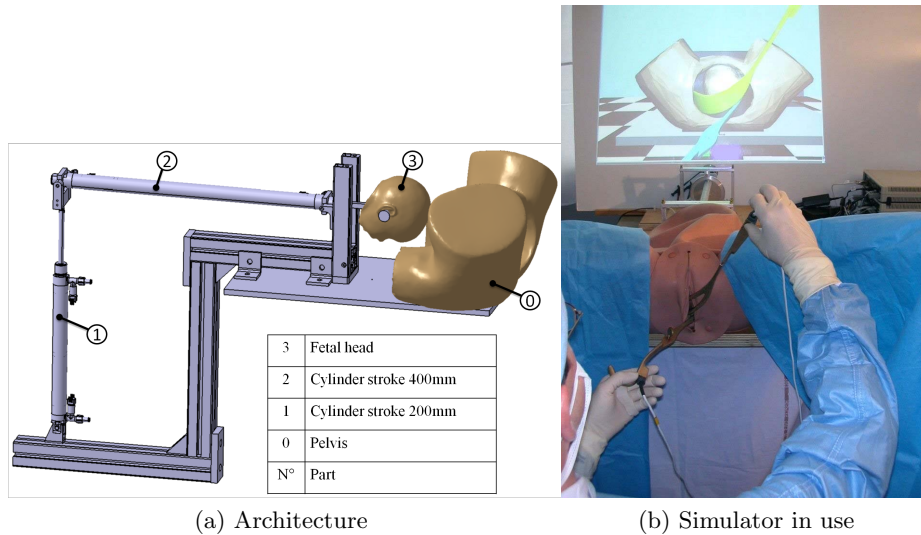 ②
③
①
⓪
3 Fetal head
2 Cylinder stroke 400mm
1 Cylinder stroke 200mm
0 Pelvis
N° Part
(a) Architecture
(b) Simulator in use